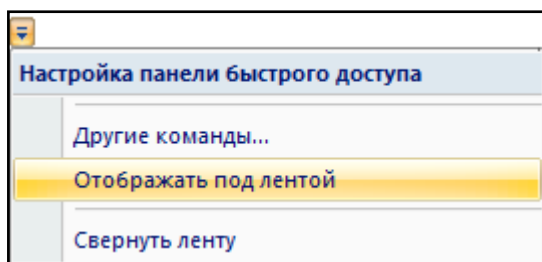 Настройка панели быстрого доступа
Другие команды...
Отображать под лентой
Свернуть ленту